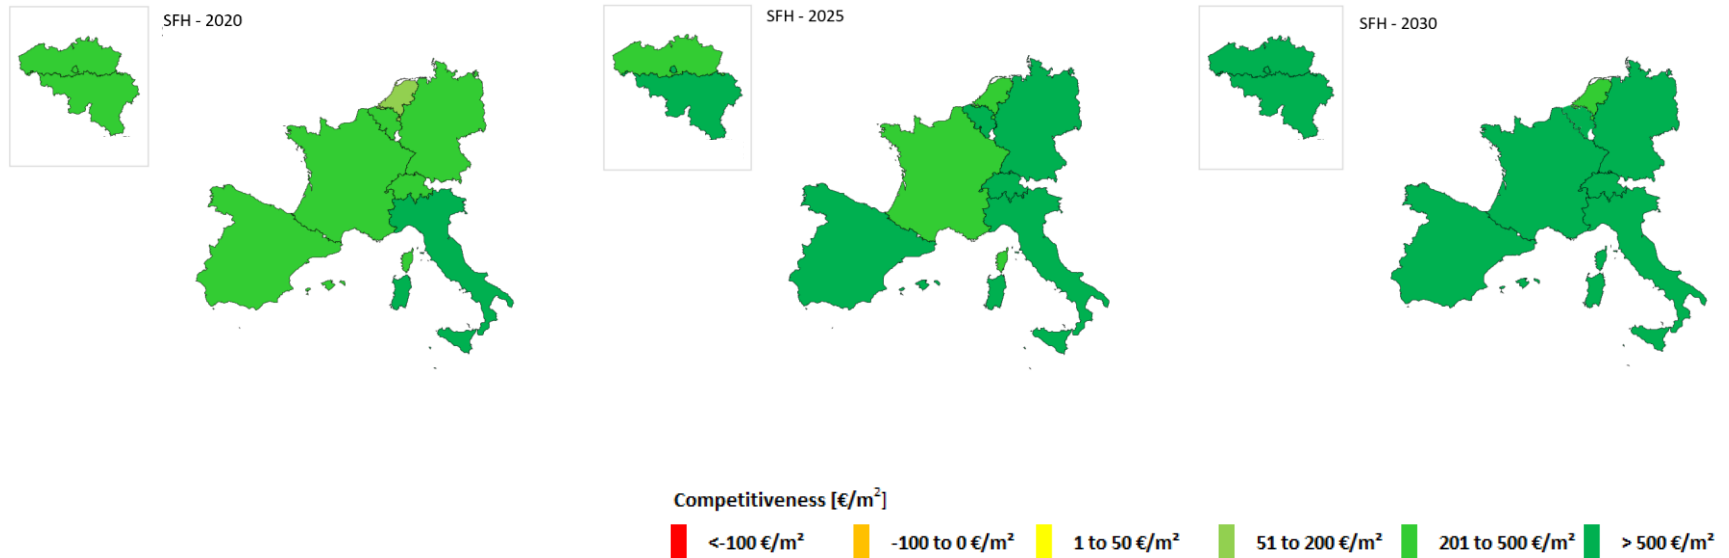 SFH - 2020
SFH - 2025
SFH - 2030
Competitiveness [€/m²]
<-100 €/m²
-100 to 0 €/m²
1 to 50 €/m²
51 to 200 €/m²
201 to 500 €/m²
> 500 €/m²